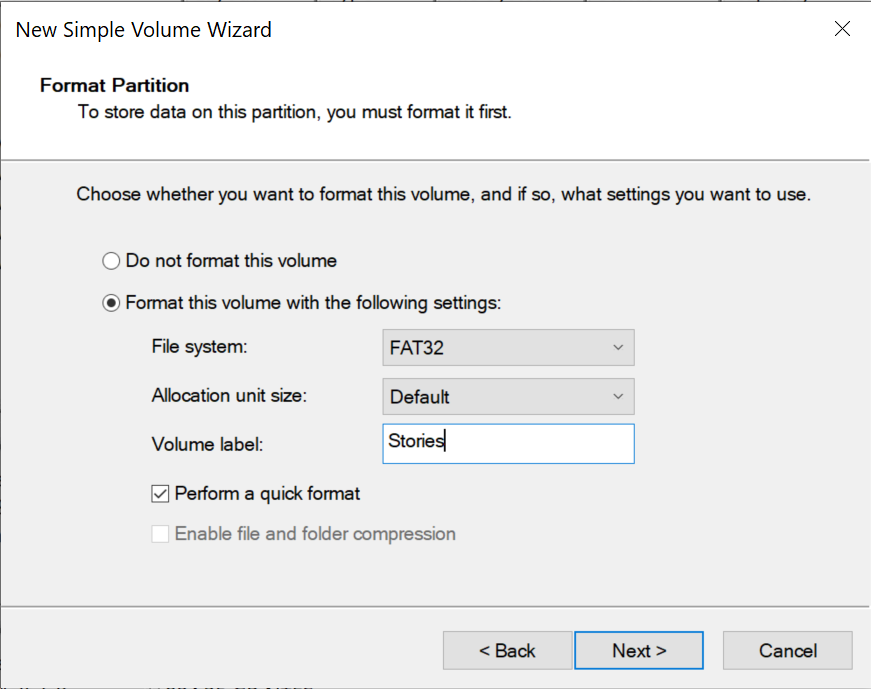 New Simple Volume Wizard
Format Partition
To store data on this partition, you must format it first.
Choose whether you want to format this volume, and if so, what settings you want to use.
Do not format this volume
Format this volume with the following settings:
File system: FAT32
Allocation unit size: Default
Volume label: Stories
Perform a quick format
Enable file and folder compression
< Back Next > Cancel